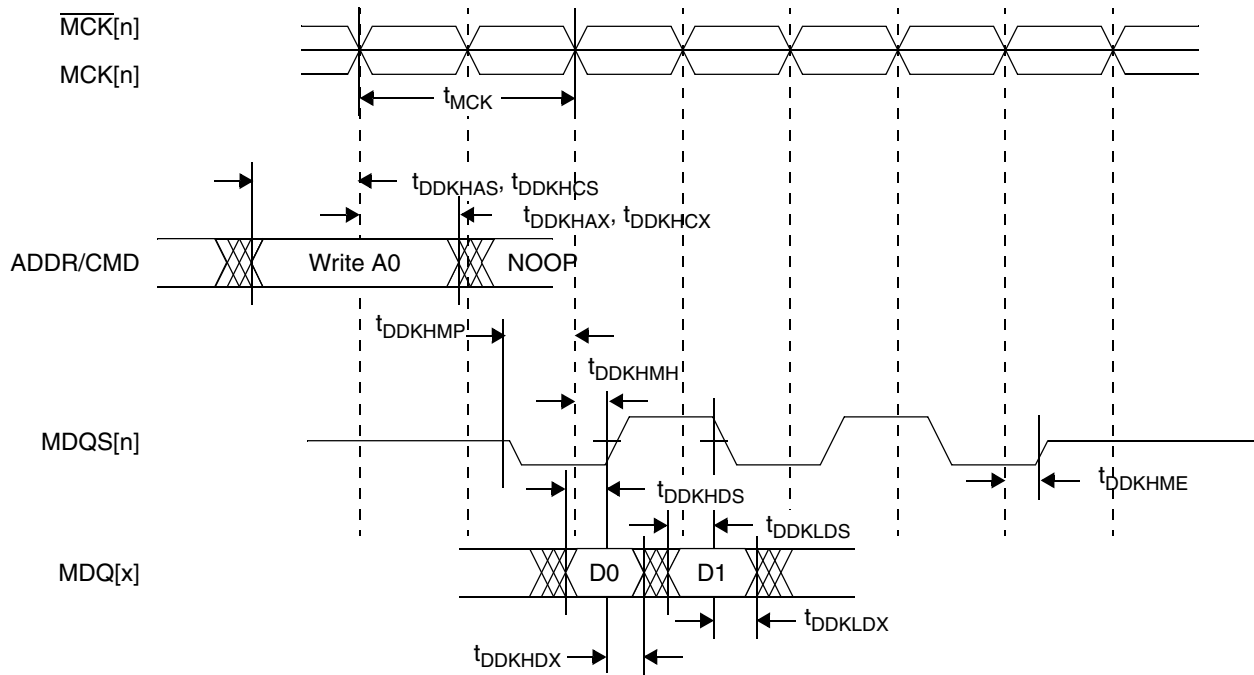 MCK[n]
MCK[n]
tMCK
tDDKHAS, tDDKHCS
tDDKHAX, tDDKHCX
ADDR/CMD Write A0 NOOP
tDDKHMP
tDDKHMH
MDQS[n]
tDDKHME
tDDKHDS
tDDKLDS
MDQ[x] D0 D1
tDDKLDX
tDDKHDX